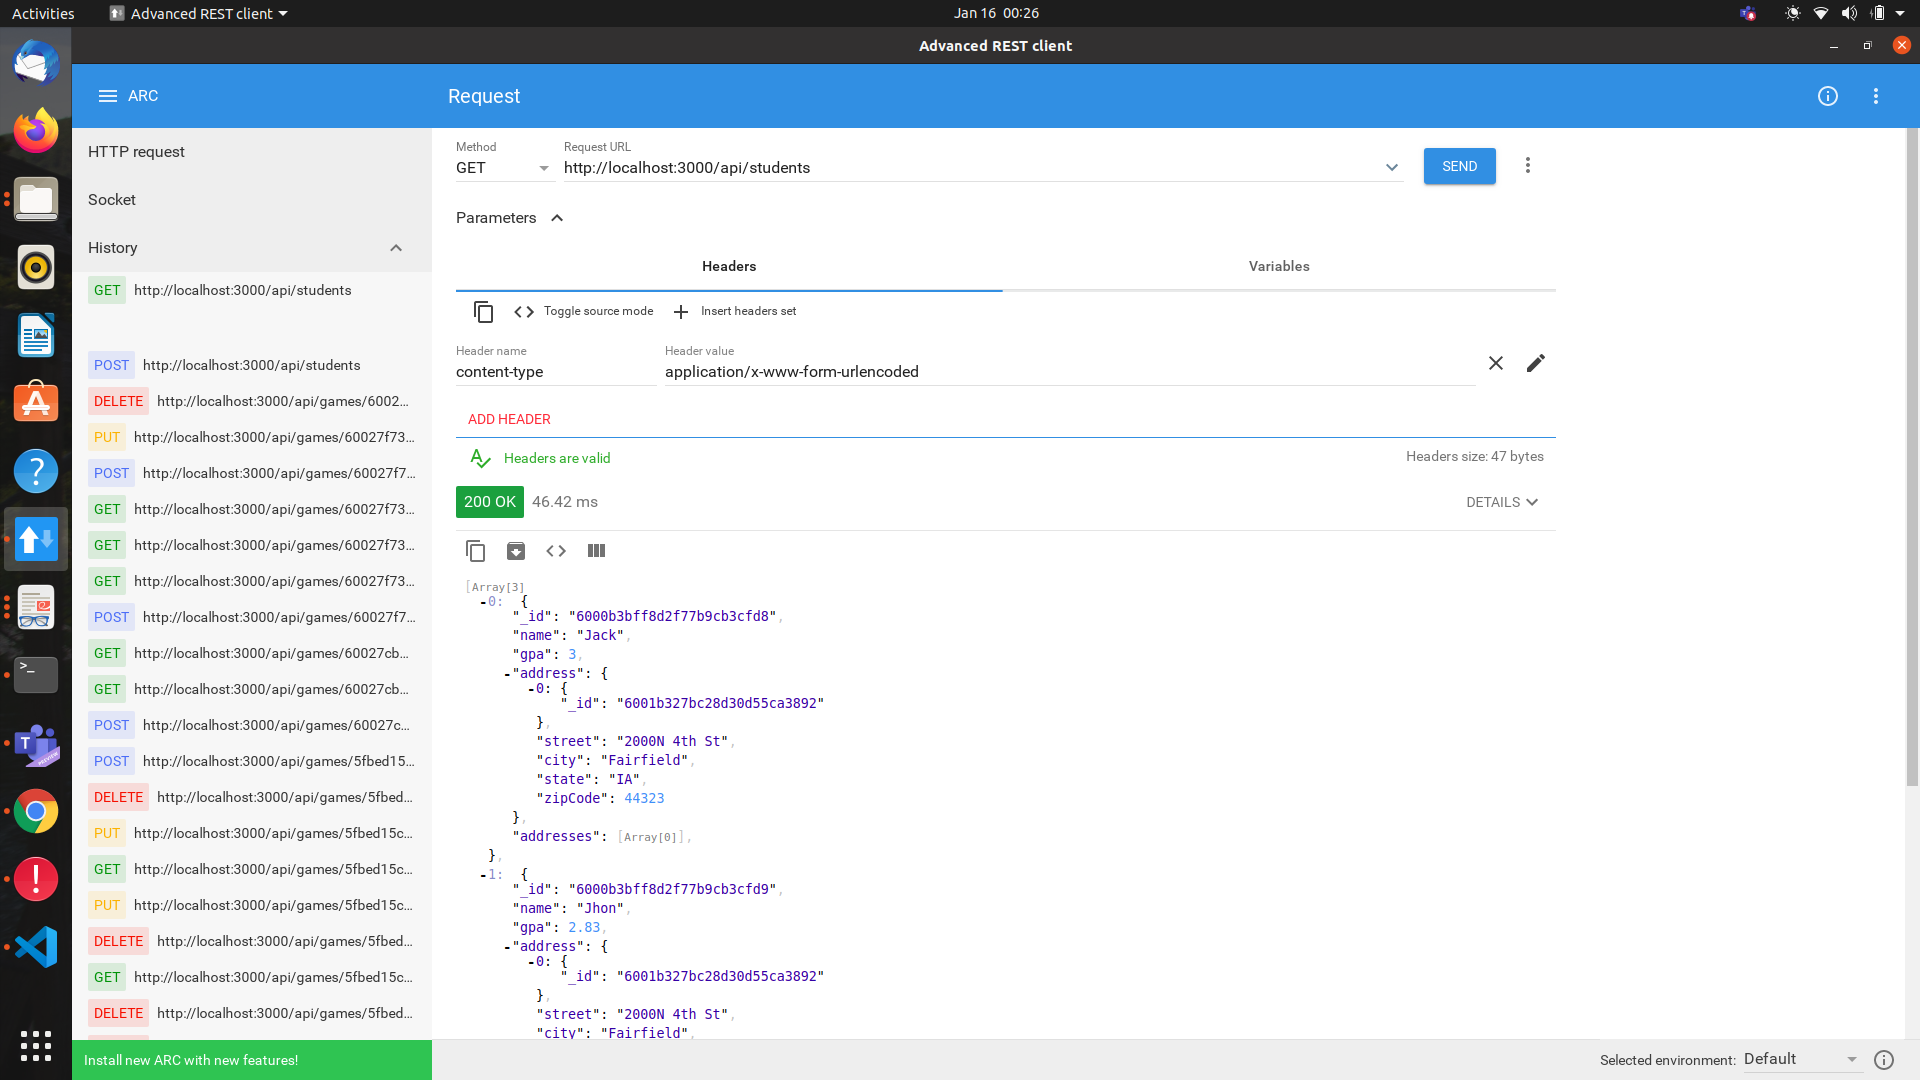 Activities
Advanced REST client
Jan 16 00:26
Advanced REST client
ARC
Request
HTTP request
Socket
History
GET http://localhost:3000/api/students
POST http://localhost:3000/api/students
DELETE http://localhost:3000/api/games/6002...
PUT http://localhost:3000/api/games/60027f73...
POST http://localhost:3000/api/games/60027f7...
GET http://localhost:3000/api/games/60027f73...
GET http://localhost:3000/api/games/60027f73...
GET http://localhost:3000/api/games/60027f73...
POST http://localhost:3000/api/games/60027f7...
GET http://localhost:3000/api/games/60027cb...
GET http://localhost:3000/api/games/60027cb...
POST http://localhost:3000/api/games/60027c...
POST http://localhost:3000/api/games/5fbed15...
DELETE http://localhost:3000/api/games/5fbed...
PUT http://localhost:3000/api/games/5fbed15c...
GET http://localhost:3000/api/games/5fbed15c...
PUT http://localhost:3000/api/games/5fbed15c...
DELETE http://localhost:3000/api/games/5fbed...
GET http://localhost:3000/api/games/5fbed15c...
DELETE http://localhost:3000/api/games/5fbed...
Install new ARC with new features!
Method
GET
Request URL
http://localhost:3000/api/students
SEND
Parameters
Headers
Variables
Toggle source mode
Insert headers set
Header name
content-type
Header value
application/x-www-form-urlencoded
ADD HEADER
Headers are valid
Headers size: 47 bytes
200 OK 46.42 ms
DETAILS
[Array[3]
-0: {
"_id": "6000b3bff8d2f77b9cb3cfd8",
"name": "Jack",
"gpa": 3,
-"address": {
-0: {
"_id": "6001b327bc28d30d55ca3892"
},
"street": "2000N 4th St",
"city": "Fairfield",
"state": "IA",
"zipCode": 44323
},
"addresses": [Array[0]],
},
-1: {
"_id": "6000b3bff8d2f77b9cb3cfd9",
"name": "Jhon",
"gpa": 2.83,
-"address": {
-0: {
"_id": "6001b327bc28d30d55ca3892"
},
"street": "2000N 4th St",
"city": "Fairfield",
Selected environment: Default